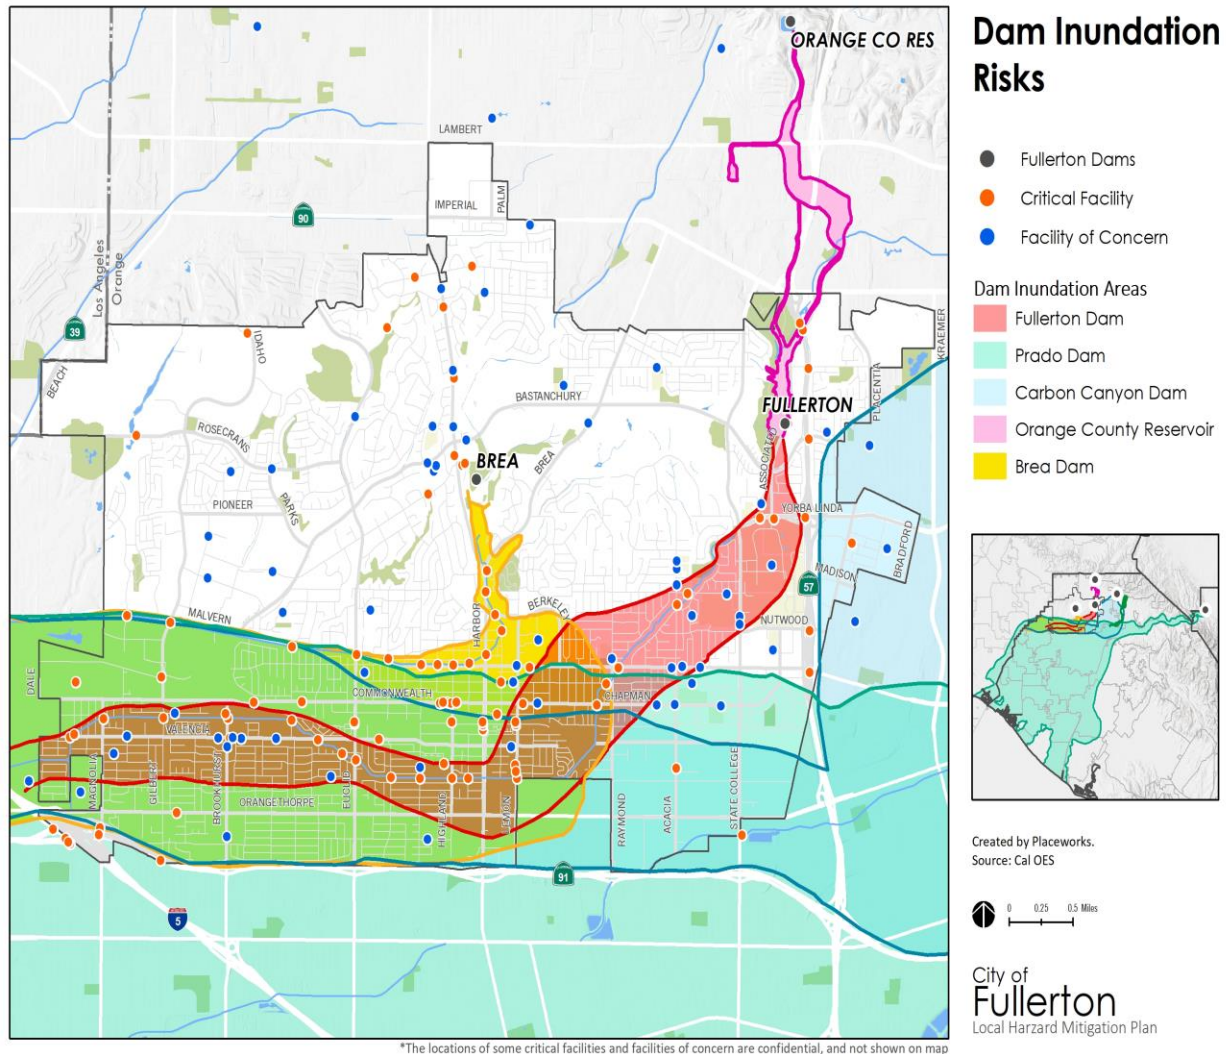 Dam Inundation
Risks
Fullerton Dams
Critical Facility
Facility of Concern
Dam Inundation Areas
Fullerton Dam
Prado Dam
Carbon Canyon Dam
Orange County Reservoir
Brea Dam
ORANGE CO RES
LAMBERT
IMPERIAL
PALM
90
Los Angeles
Orange
39
BEACH
IDAHO
KRAEMER
PLACENTIA
BASTANCHURY
FULLERTON
ROSECRANS
BREA
BREA
ASSOCIATED
PIONEER
PARKS
YORBA LINDA
BRADFORD
MADISON
57
MALVERN
HARBOR
BERKELEY
NUTWOOD
DALE
COMMONWEALTH
CHAPMAN
VALENCIA
MAGNOLIA
GILBERT
BROOKHURST
EUCLID
ORANGETHORPE
HIGHLAND
LEMON
RAYMOND
ACACIA
STATE COLLEGE
91
5
Created by Placeworks.
Source: Cal OES
0 0.25 0.5 Miles
City of
Fullerton
Local Harzard Mitigation Plan
*The locations of some critical facilities and facilities of concern are confidential, and not shown on map